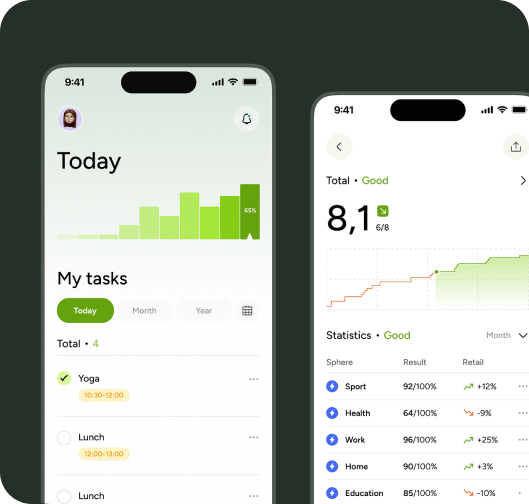 9:41
Today
65%
My tasks
Today Month Year
Total • 4
Yoga
10:30-12:00
Lunch
12:00-13:00
Lunch
9:41
Total • Good
8,1
6/8
Statistics • Good Month
Sphere Result Retail
Sport 92/100% +12%
Health 64/100% -9%
Work 96/100% +25%
Home 90/100% +3%
Education 85/100% -10%